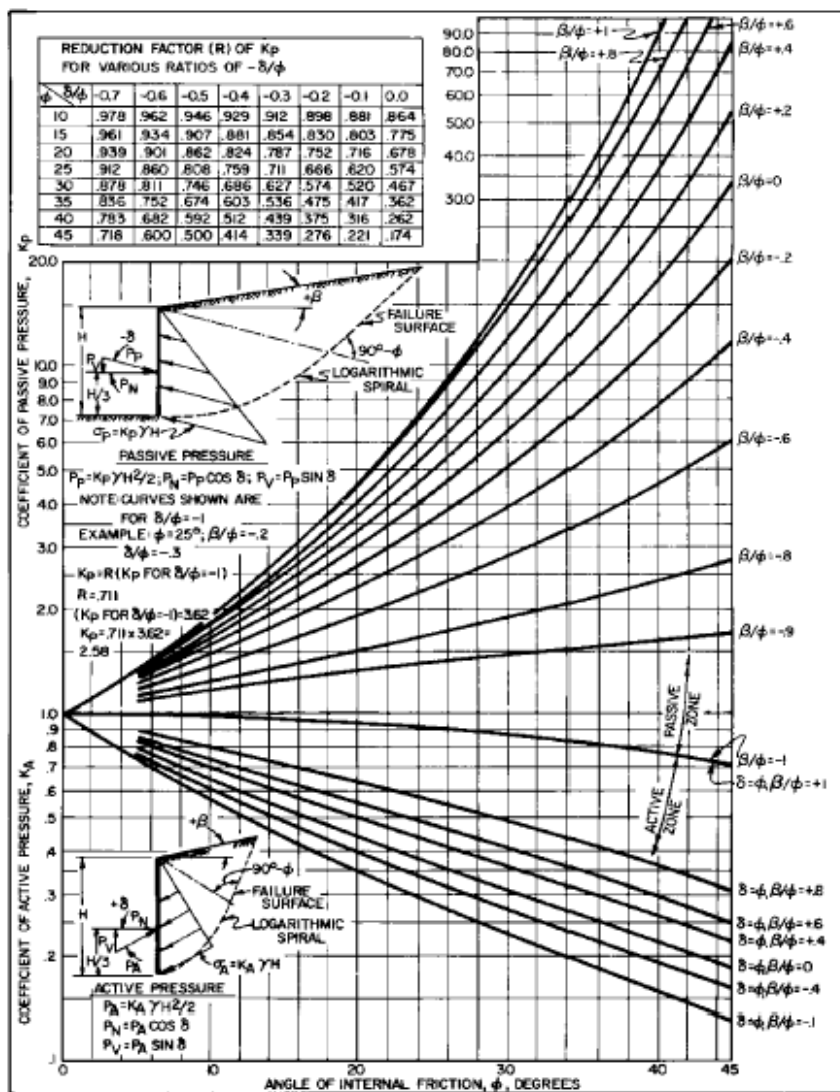 REDUCTION FACTOR (R) OF Kp
FOR VARIOUS RATIOS OF -δ/φ
φ δ/φ -0.7 -0.6 -0.5 -0.4 -0.3 -0.2 -0.1 0.0
10 .978 .962 .946 .929 .912 .898 .881 .864
15 .961 .934 .907 .881 .854 .830 .803 .775
20 .939 .901 .862 .824 .787 .752 .716 .678
25 .912 .860 .808 .759 .711 .666 .620 .574
30 .878 .811 .746 .686 .627 .574 .520 .467
35 .836 .752 .674 .603 .536 .475 .417 .362
40 .783 .682 .592 .512 .439 .375 .316 .262
45 .718 .600 .500 .414 .339 .276 .221 .174
90.0
80.0
70.0
50.0
40.0
30.0
β/φ=+1
β/φ=+.8
β/φ=+.6
β/φ=+.4
β/φ=+.2
β/φ=0
β/φ=-.2
β/φ=-.4
β/φ=-.6
β/φ=-.8
β/φ=-.9
β/φ=-1
δ=φ,β/φ=+1
δ=φ,β/φ=+.8
δ=φ,β/φ=+.6
δ=φ,β/φ=+.4
δ=φ,β/φ=0
δ=φ,β/φ=-.4
δ=φ,β/φ=-.1
COEFFICIENT OF PASSIVE PRESSURE, Kp
20.0
10.0
9.0
8.0
7.0
6.0
5.0
4.0
3.0
2.0
1.0
.9
.8
.7
.6
.5
.4
.3
.2
.1
+β
H
-δ
Pp
PN
H/3
FAILURE
SURFACE
90°-φ
LOGARITHMIC
SPIRAL
σp=KpγH
PASSIVE PRESSURE
Pp=KpγH2/2; PN=Pp COS δ; PV=Pp SIN δ
NOTE: CURVES SHOWN ARE
FOR δ/φ=-1
EXAMPLE: φ=25°; β/φ=-.2
δ/φ=-.3
Kp=R(Kp FOR δ/φ=-1)
R=.711
(Kp FOR δ/φ=-1)=3.62
Kp=.711x3.62=
2.58
PASSIVE
ZONE
ACTIVE
ZONE
COEFFICIENT OF ACTIVE PRESSURE, KA
+β
H
+δ
PN
PV
PA
H/3
90°-φ
FAILURE
SURFACE
LOGARITHMIC
SPIRAL
σA=KAγH
ACTIVE PRESSURE
PA=KAγH2/2
PN=PA COS δ
PV=PA SIN δ
0 10 20 30 40 45
ANGLE OF INTERNAL FRICTION, φ, DEGREES